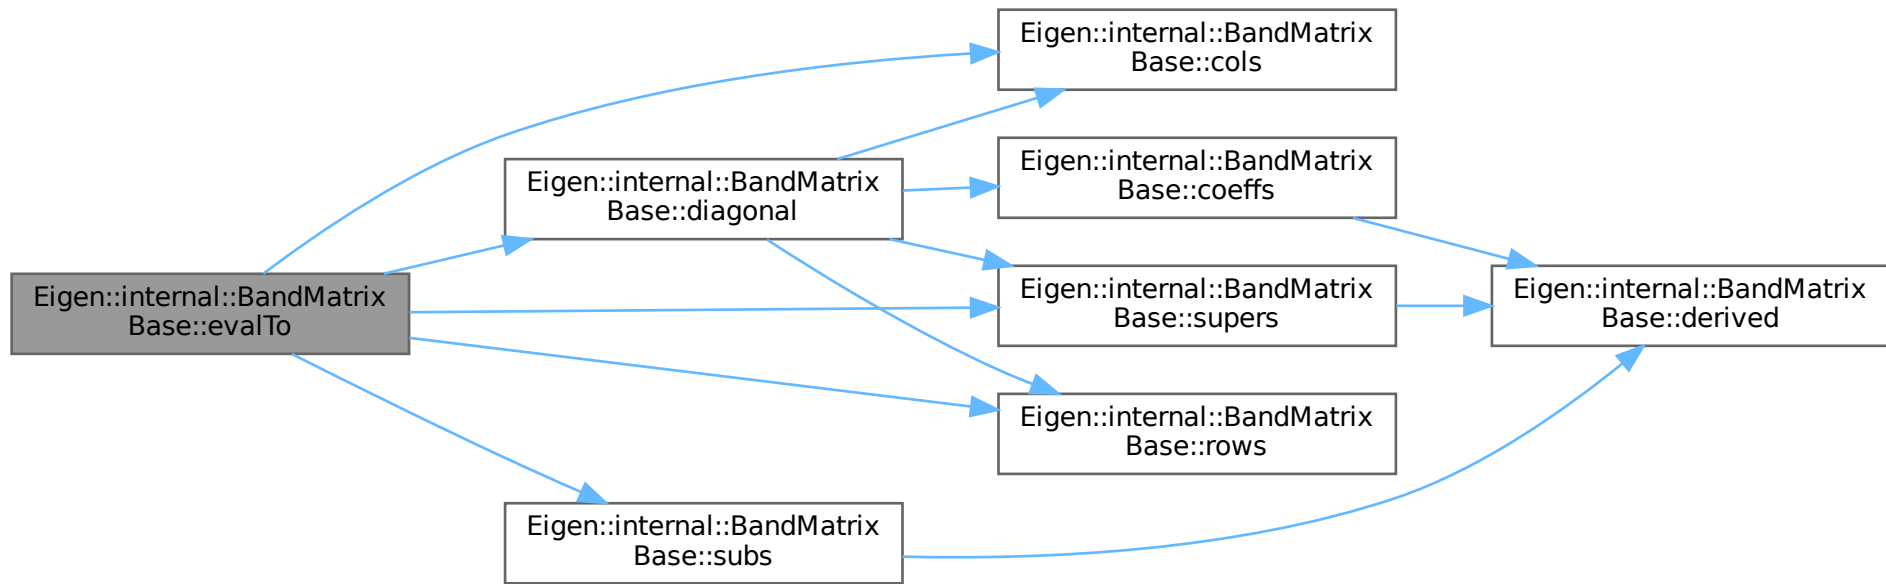 Eigen::internal::BandMatrix
Base::evalTo
Eigen::internal::BandMatrix
Base::diagonal
Eigen::internal::BandMatrix
Base::subs
Eigen::internal::BandMatrix
Base::cols
Eigen::internal::BandMatrix
Base::coeffs
Eigen::internal::BandMatrix
Base::supers
Eigen::internal::BandMatrix
Base::rows
Eigen::internal::BandMatrix
Base::derived